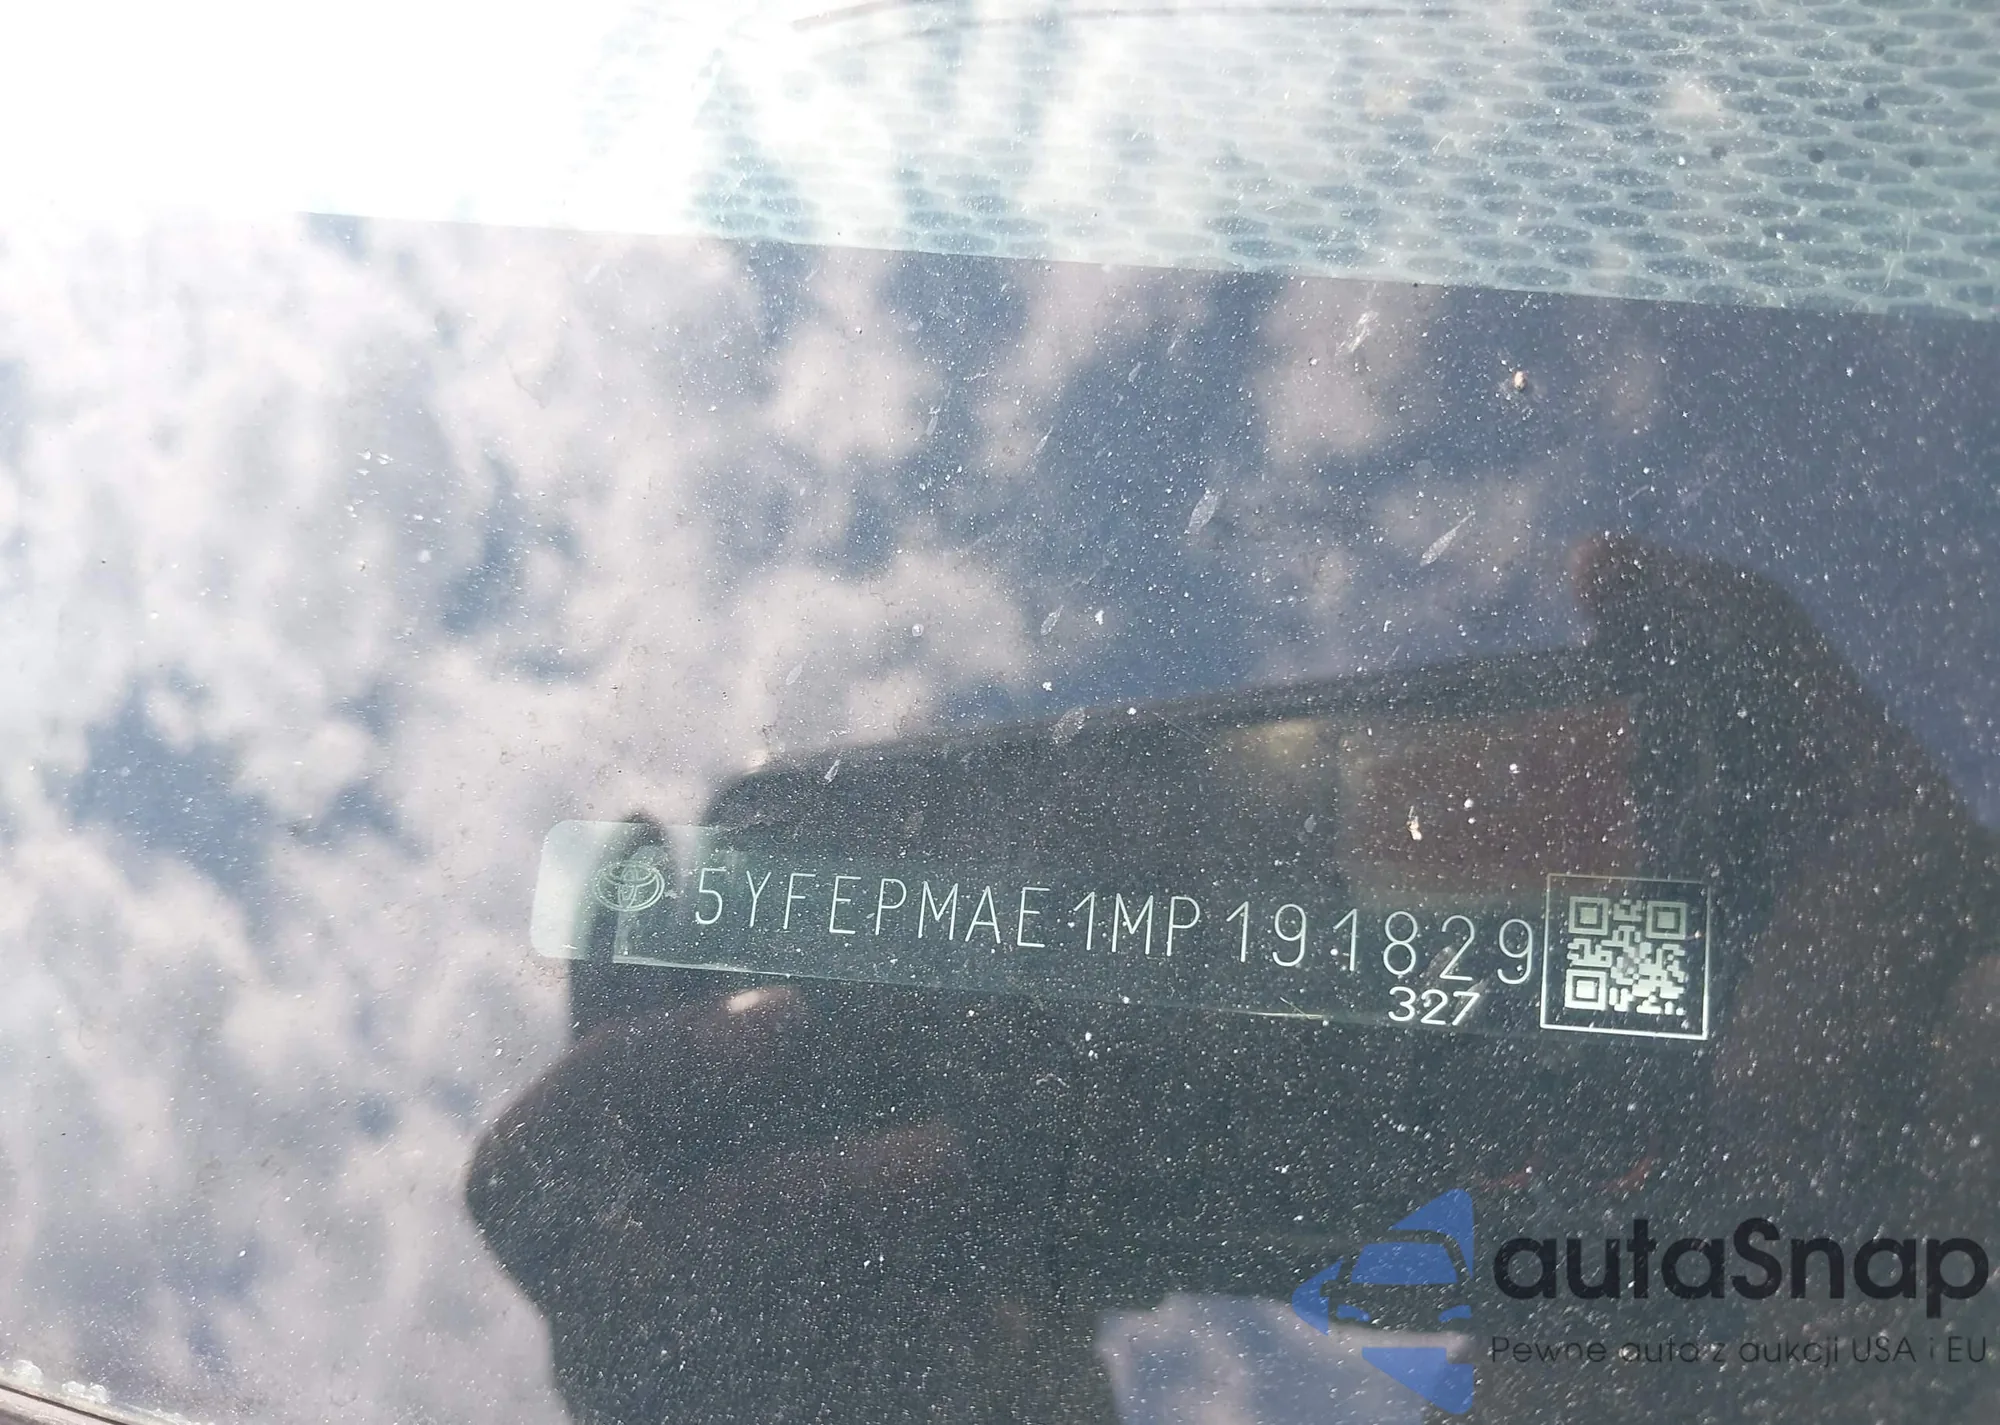 5YFEPMAE1MP191829
327
autaSnap
Pewne auta z aukcji USA i EU